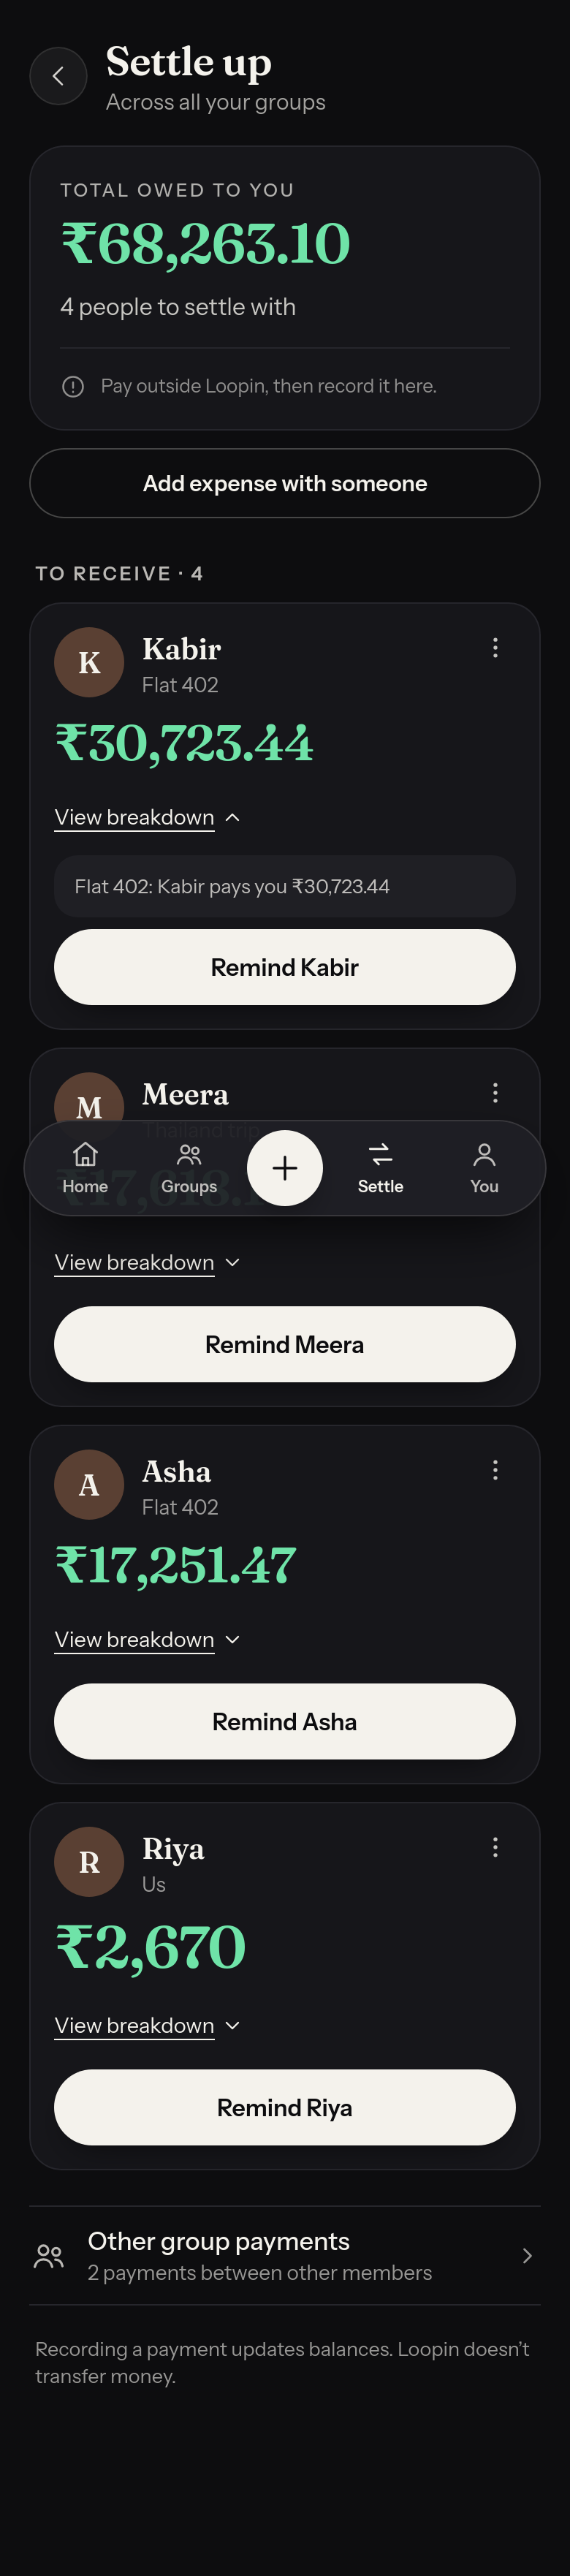 Settle up
Across all your groups
TOTAL OWED TO YOU
₹68,263.10
4 people to settle with
Pay outside Loopin, then record it here.
Add expense with someone
TO RECEIVE · 4
K
Kabir
Flat 402
₹30,723.44
View breakdown
Flat 402: Kabir pays you ₹30,723.44
Remind Kabir
M
Meera
Thailand trip
Home
Groups
Settle
You
View breakdown
Remind Meera
A
Asha
Flat 402
₹17,251.47
View breakdown
Remind Asha
R
Riya
Us
₹2,670
View breakdown
Remind Riya
Other group payments
2 payments between other members
Recording a payment updates balances. Loopin doesn’t
transfer money.